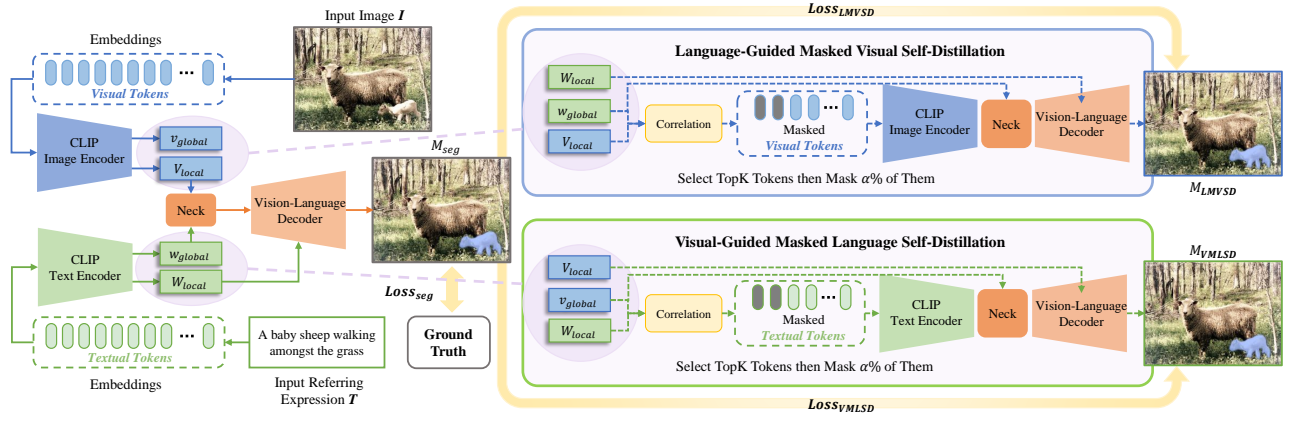 Input Image I
Embeddings
...
Visual Tokens
CLIP
Image Encoder
v_global
V_local
Neck
Vision-Language
Decoder
CLIP
Text Encoder
w_global
W_local
...
Textual Tokens
Embeddings
A baby sheep walking
amongst the grass
Input Referring
Expression T
M_seg
Loss_seg
Ground
Truth
Loss_LMVSD
Language-Guided Masked Visual Self-Distillation
W_local
w_global
V_local
Correlation
...
Masked
Visual Tokens
CLIP
Image Encoder
Neck
Vision-Language
Decoder
Select TopK Tokens then Mask α% of Them
M_LMVSD
Visual-Guided Masked Language Self-Distillation
V_local
v_global
W_local
Correlation
...
Masked
Textual Tokens
CLIP
Text Encoder
Neck
Vision-Language
Decoder
Select TopK Tokens then Mask α% of Them
M_VMLSD
Loss_VMLSD